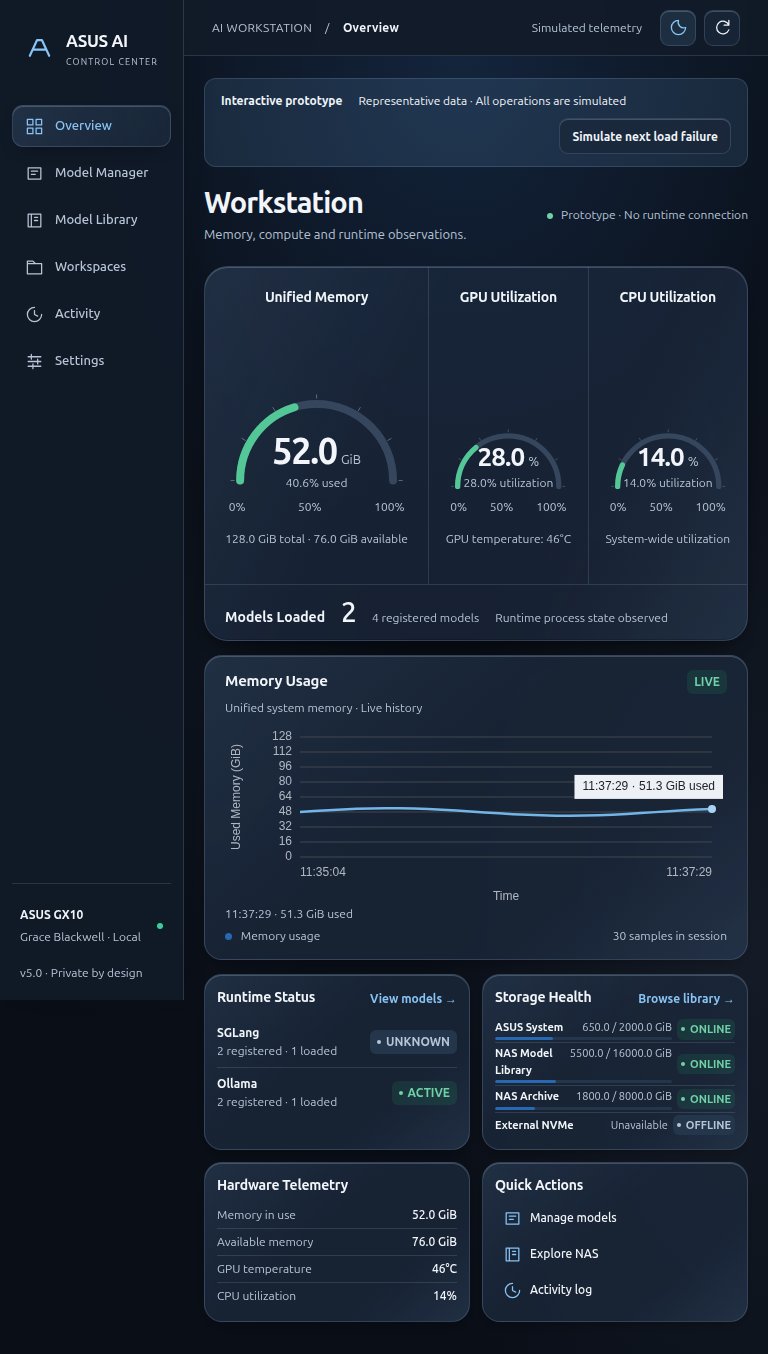 ASUS AI
CONTROL CENTER
Overview
Model Manager
Model Library
Workspaces
Activity
Settings
ASUS GX10
Grace Blackwell · Local
v5.0 · Private by design
AI WORKSTATION / Overview
Simulated telemetry
Interactive prototype Representative data · All operations are simulated
Simulate next load failure
Workstation
Memory, compute and runtime observations.
Prototype · No runtime connection
Unified Memory
52.0 GiB
40.6% used
0% 50% 100%
128.0 GiB total · 76.0 GiB available
GPU Utilization
28.0 %
28.0% utilization
0% 50% 100%
GPU temperature: 46°C
CPU Utilization
14.0 %
14.0% utilization
0% 50% 100%
System-wide utilization
Models Loaded 2 4 registered models Runtime process state observed
Memory Usage
LIVE
Unified system memory · Live history
Used Memory (GiB)
128
112
96
80
64
48
32
16
0
11:37:29 · 51.3 GiB used
11:35:04 11:37:29
Time
11:37:29 · 51.3 GiB used
Memory usage
30 samples in session
Runtime Status
View models →
SGLang
2 registered · 1 loaded
UNKNOWN
Ollama
2 registered · 1 loaded
ACTIVE
Storage Health
Browse library →
ASUS System 650.0 / 2000.0 GiB ONLINE
NAS Model Library 5500.0 / 16000.0 GiB ONLINE
NAS Archive 1800.0 / 8000.0 GiB ONLINE
External NVMe Unavailable OFFLINE
Hardware Telemetry
Memory in use 52.0 GiB
Available memory 76.0 GiB
GPU temperature 46°C
CPU utilization 14%
Quick Actions
Manage models
Explore NAS
Activity log